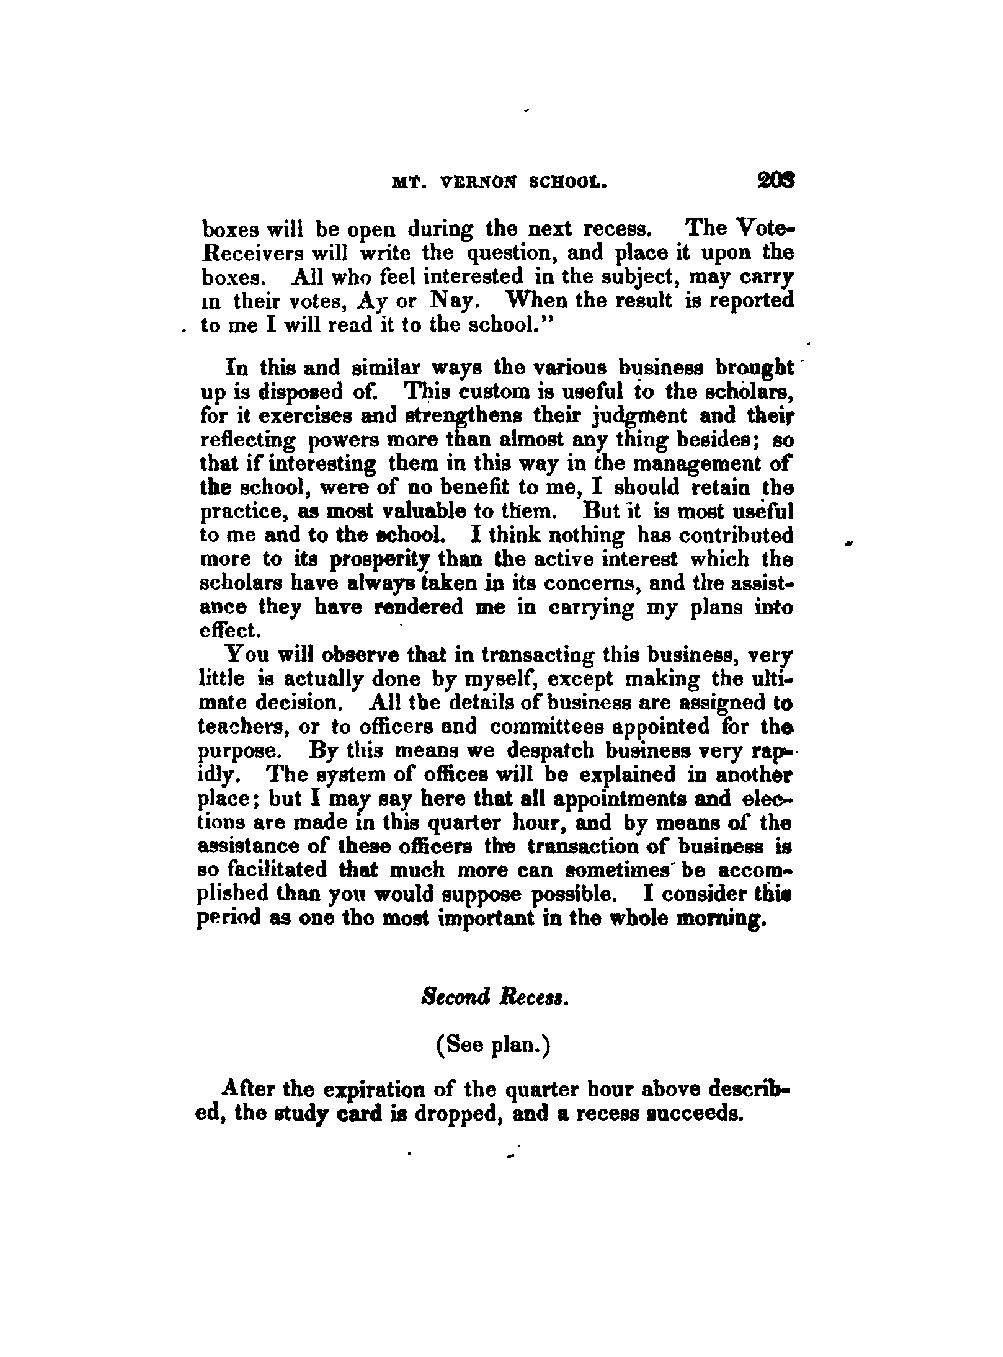 MT. VERNON SCHOOL. 203
boxes will be open during the next recess. The Vote-
Receivers will write the question, and place it upon the
boxes. All who feel interested in the subject, may carry
in their votes, Ay or Nay. When the result is reported
to me I will read it to the school."
In this and similar ways the various business brought
up is disposed of. This custom is useful to the scholars,
for it exercises and strengthens their judgment and their
reflecting powers more than almost any thing besides; so
that if interesting them in this way in the management of
the school, were of no benefit to me, I should retain the
practice, as most valuable to them. But it is most useful
to me and to the school. I think nothing has contributed
more to its prosperity than the active interest which the
scholars have always taken in its concerns, and the assist-
ance they have rendered me in carrying my plans into
effect.
You will observe that in transacting this business, very
little is actually done by myself, except making the ulti-
mate decision. All the details of business are assigned to
teachers, or to officers and committees appointed for the
purpose. By this means we despatch business very rap-
idly. The system of offices will be explained in another
place; but I may say here that all appointments and elec-
tions are made in this quarter hour, and by means of the
assistance of these officers the transaction of business is
so facilitated that much more can sometimes be accom-
plished than you would suppose possible. I consider this
period as one the most important in the whole morning.
Second Recess.
(See plan.)
After the expiration of the quarter hour above describ-
ed, the study card is dropped, and a recess succeeds.